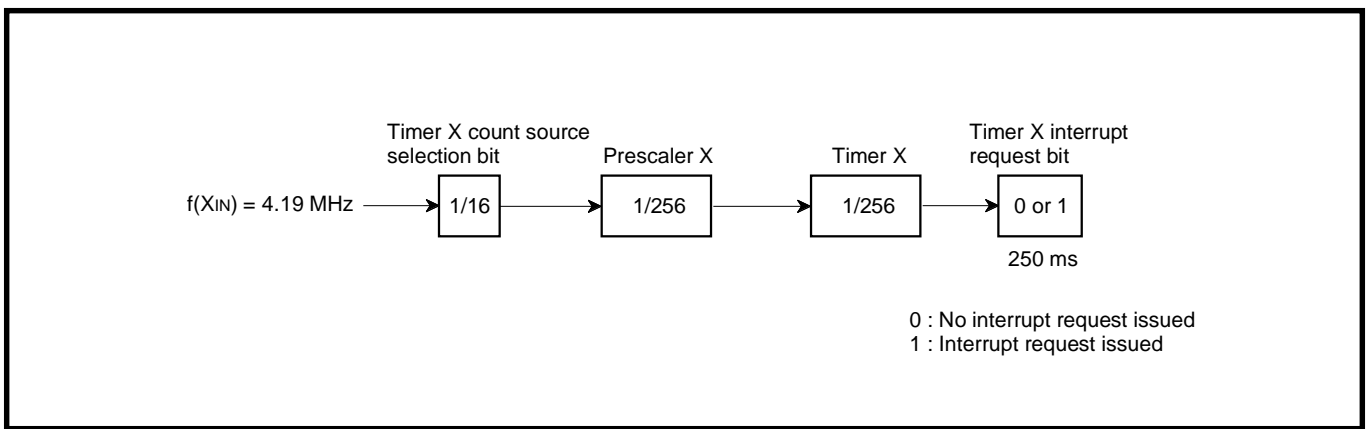 Timer X count source
selection bit
Prescaler X
Timer X
Timer X interrupt
request bit
f(XIN) = 4.19 MHz
1/16
1/256
1/256
0 or 1
250 ms
0 : No interrupt request issued
1 : Interrupt request issued